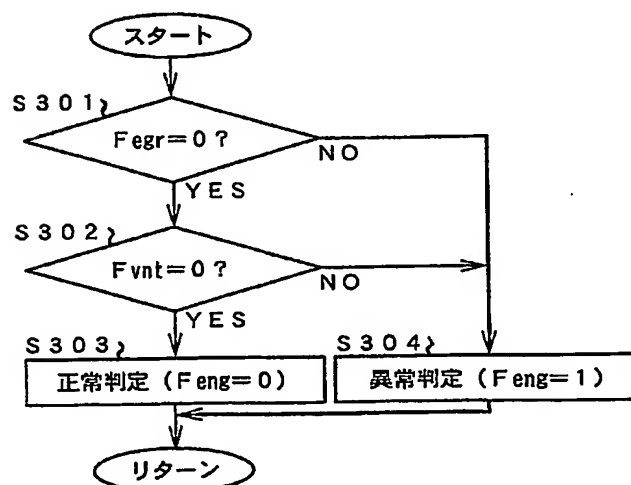 スタート
S301
Fegr=0?
NO
YES
S302
Fvnt=0?
NO
YES
S303
正常判定(Feng=0)
S304
異常判定(Feng=1)
リターン